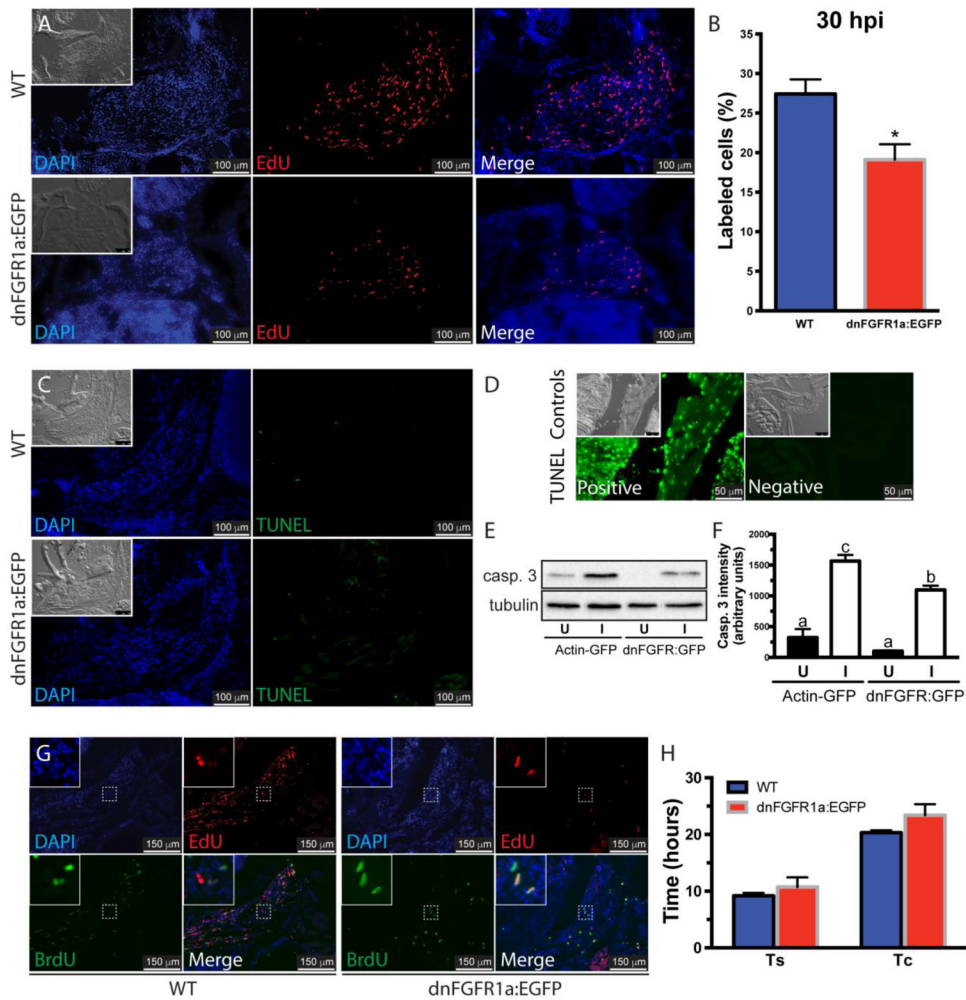 A
WT
DAPI
100 µm
EdU
100 µm
Merge
100 µm
dnFGFR1a:EGFP
DAPI
100 µm
EdU
100 µm
Merge
100 µm
B
30 hpi
Labeled cells (%)
35
30
25
20
15
10
5
0
*
WT
dnFGFR1a:EGFP
C
WT
DAPI
100 µm
TUNEL
100 µm
dnFGFR1a:EGFP
DAPI
100 µm
TUNEL
100 µm
D
TUNEL Controls
Positive
50 µm
Negative
50 µm
E
casp. 3
tubulin
U I U I
Actin-GFP dnFGFR:GFP
F
Casp. 3 intensity
(arbitrary units)
2000
1500
1000
500
0
a c a b
U I U I
Actin-GFP dnFGFR:GFP
G
DAPI
150 µm
EdU
150 µm
DAPI
150 µm
EdU
150 µm
BrdU
150 µm
Merge
150 µm
BrdU
150 µm
Merge
150 µm
WT
dnFGFR1a:EGFP
H
WT
dnFGFR1a:EGFP
Time (hours)
30
20
10
0
Ts Tc